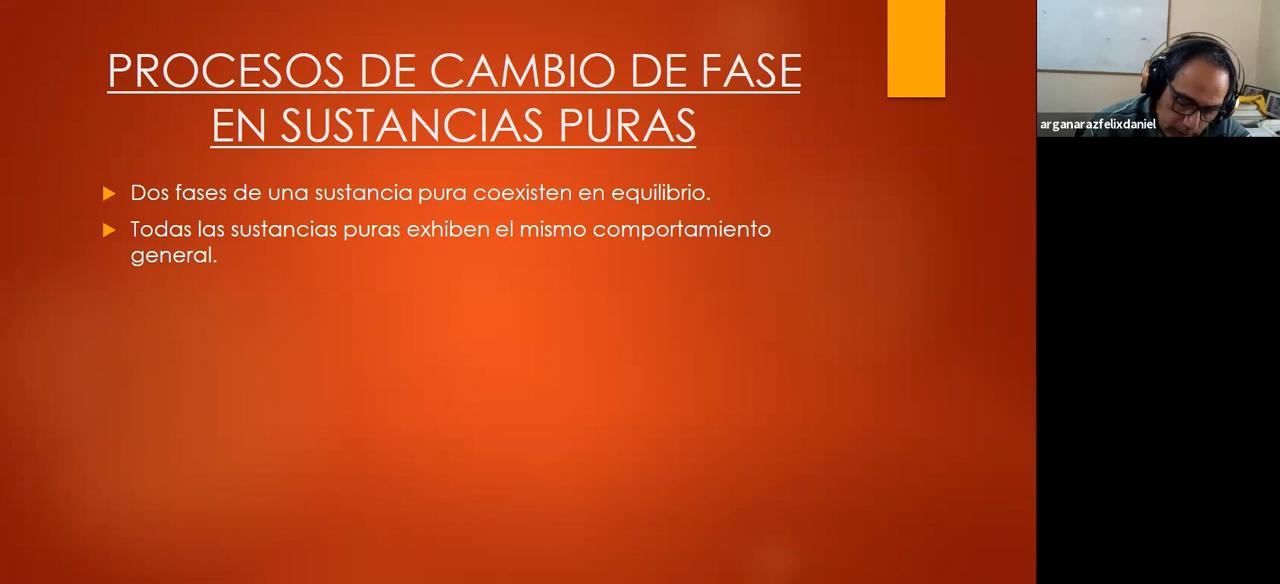 PROCESOS DE CAMBIO DE FASE
EN SUSTANCIAS PURAS
Dos fases de una sustancia pura coexisten en equilibrio.
Todas las sustancias puras exhiben el mismo comportamiento
general.
arganarazfelixdaniel